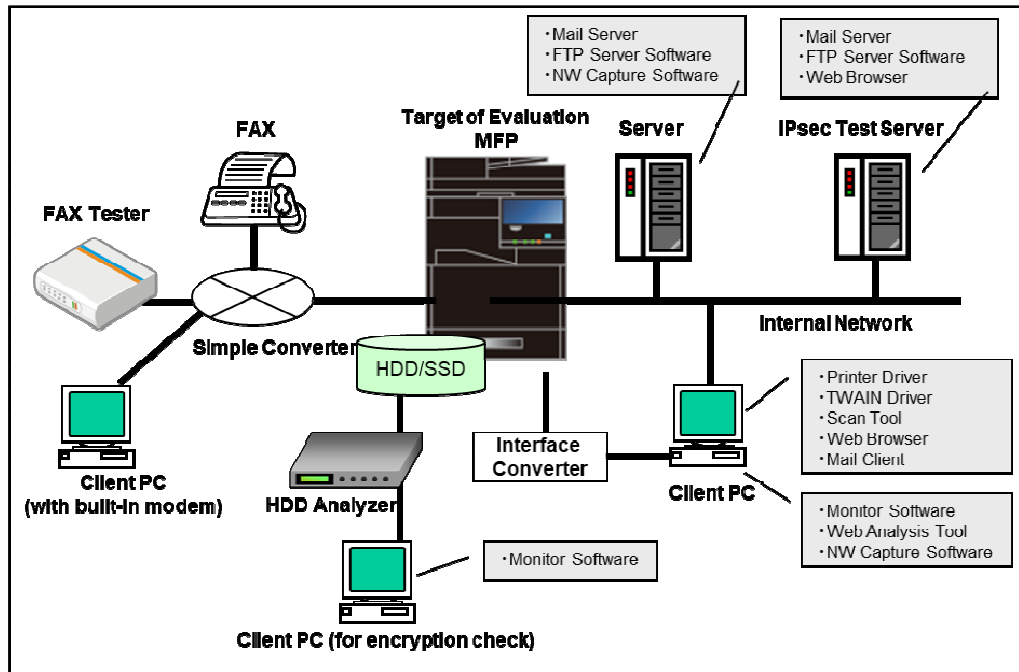 ・Mail Server
・FTP Server Software
・NW Capture Software
・Mail Server
・FTP Server Software
・Web Browser
Target of Evaluation
MFP
FAX
Server
IPsec Test Server
FAX Tester
Simple Converter
Internal Network
HDD/SSD
・Printer Driver
・TWAIN Driver
・Scan Tool
・Web Browser
・Mail Client
Interface
Converter
Client PC
Client PC
(with built-in modem)
HDD Analyzer
・Monitor Software
・Web Analysis Tool
・NW Capture Software
・Monitor Software
Client PC (for encryption check)